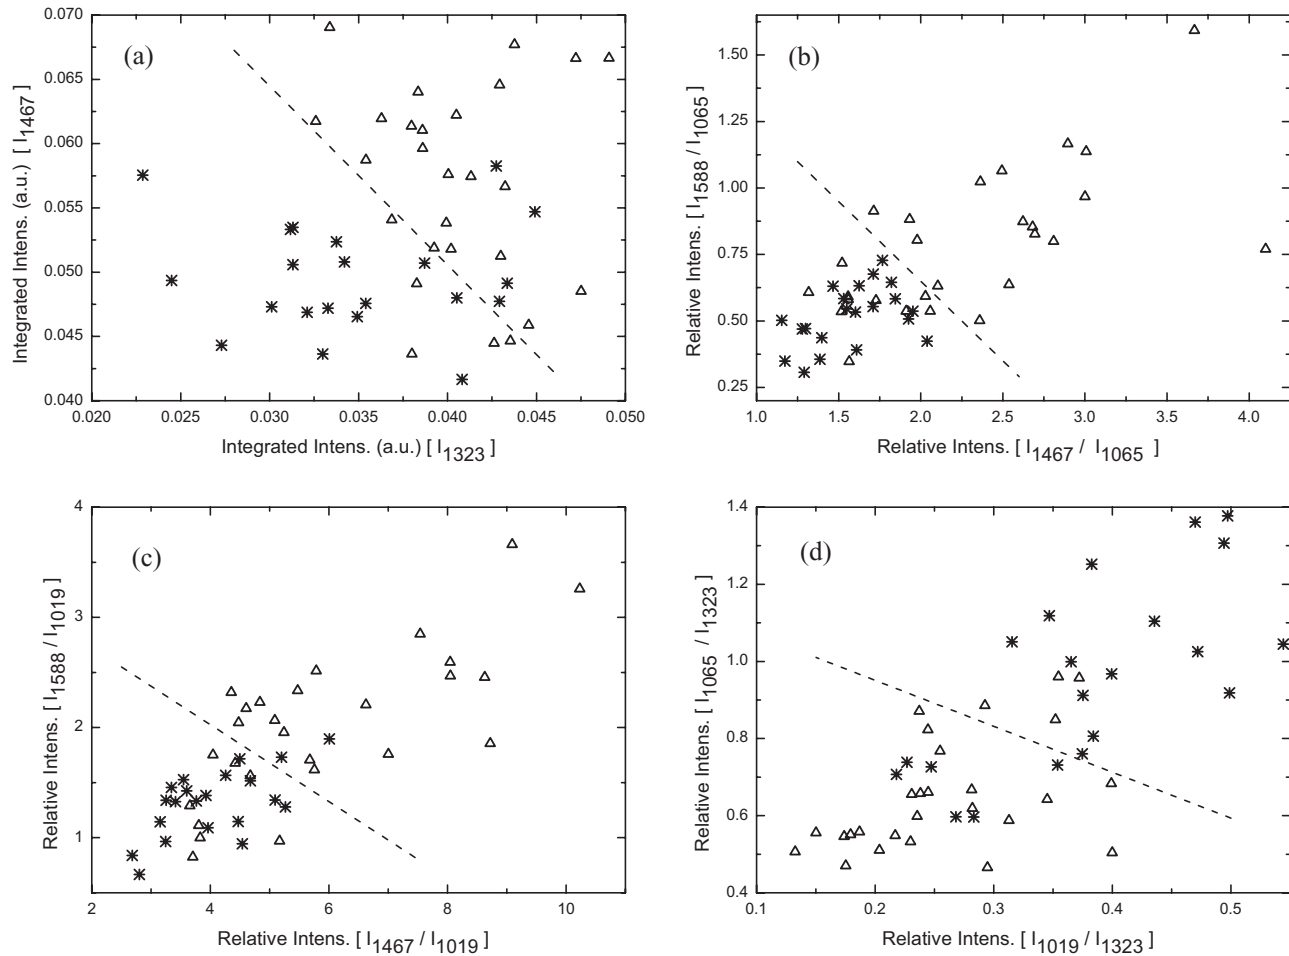 (a)
Integrated Intens. (a.u.) [ I1467]
0.070
0.065
0.060
0.055
0.050
0.045
0.040
0.020 0.025 0.030 0.035 0.040 0.045 0.050
Integrated Intens. (a.u.) [ I1323 ]
(b)
Relative Intens. [ I1588 / I1065 ]
1.50
1.25
1.00
0.75
0.50
0.25
1.0 1.5 2.0 2.5 3.0 3.5 4.0
Relative Intens. [ I1467 / I1065 ]
(c)
Relative Intens. [ I1588 / I1019 ]
4
3
2
1
2 4 6 8 10
Relative Intens. [ I1467 / I1019 ]
(d)
Relative Intens. [ I1065 / I1323 ]
1.4
1.2
1.0
0.8
0.6
0.4
0.1 0.2 0.3 0.4 0.5
Relative Intens. [ I1019 / I1323 ]